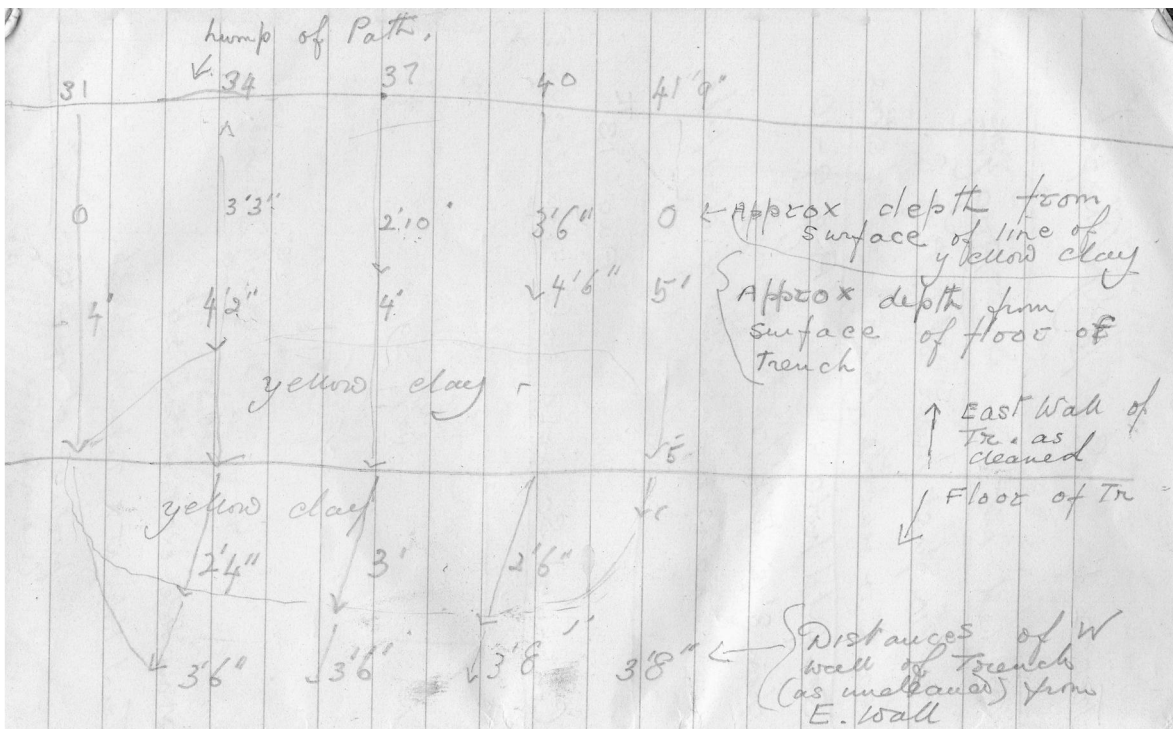 hump of Path.
31 34 37 40 41' 9"
0 3'3" 2'10" 3'6" 0 ← Approx depth from
surface of line of
yellow clay
4' 4'2" 4' 4'6" 5' Approx depth from
surface of floor of
Trench
yellow clay
East Wall of
Tr. as
cleaned
5
yellow clay
Floor of Tr
2'4" 3' 2'6"
3'6" 3'6" 3'8" 3'8" ← Distances of W
wall of Trench
(as uncleaned) from
E. Wall